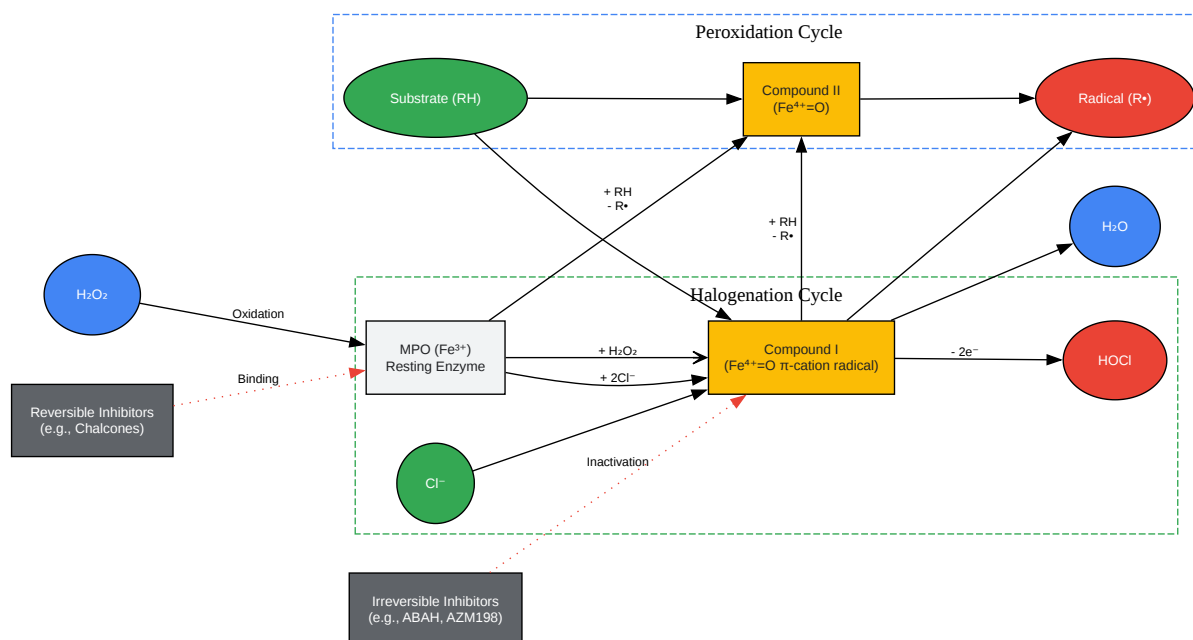 Peroxidation Cycle
Substrate (RH)
Compound II
(Fe⁴⁺=O)
Radical (R•)
+ RH
- R•
+ RH
- R•
H₂O
H₂O₂
Oxidation
Halogenation Cycle
MPO (Fe³⁺)
Resting Enzyme
+ H₂O₂
+ 2Cl⁻
Compound I
(Fe⁴⁺=O π-cation radical)
- 2e⁻
HOCl
Binding
Reversible Inhibitors
(e.g., Chalcones)
Cl⁻
Inactivation
Irreversible Inhibitors
(e.g., ABAH, AZM198)